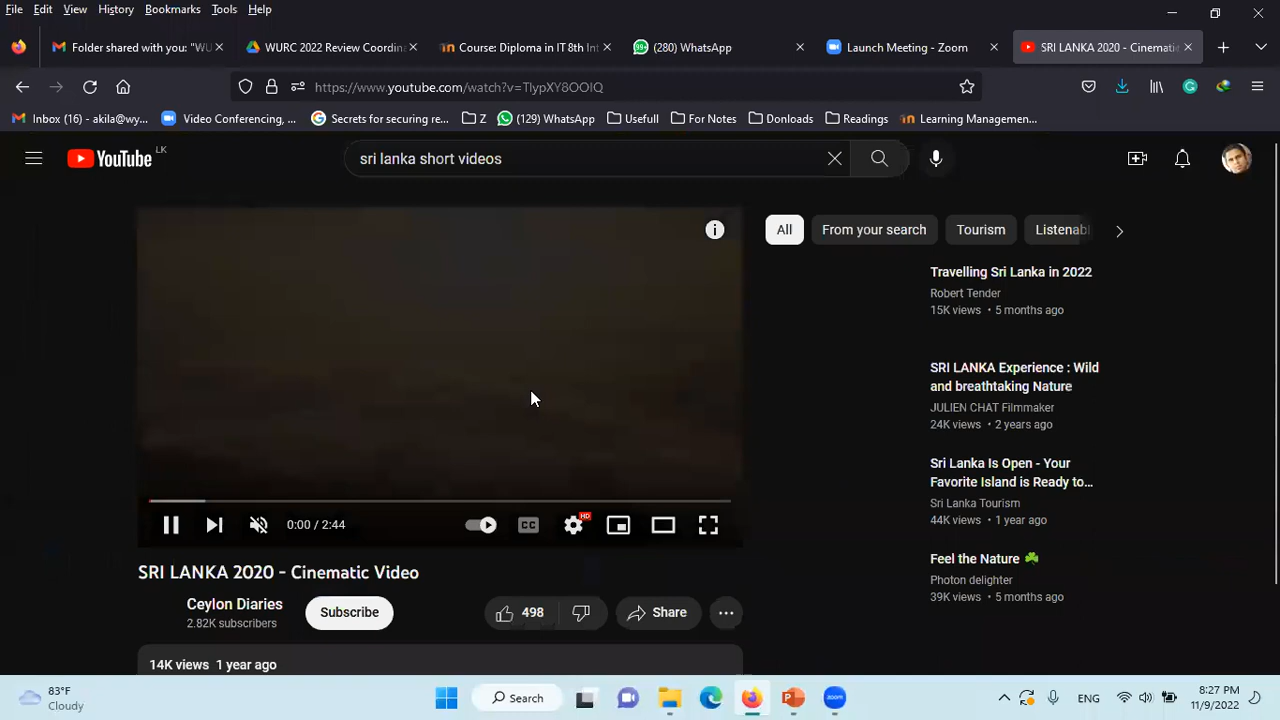 File Edit View History Bookmarks Tools Help
Folder shared with you: "WU
WURC 2022 Review Coordina
Course: Diploma in IT 8th Int
99+ (280) WhatsApp
Launch Meeting - Zoom
SRI LANKA 2020 - Cinematic
https://www.youtube.com/watch?v=TlypXY8OOIQ
Inbox (16) - akila@wy...
Video Conferencing, ...
Secrets for securing re...
Z
(129) WhatsApp
Usefull
For Notes
Donloads
Readings
Learning Managemen...
YouTube LK
sri lanka short videos
All
From your search
Tourism
Listenabl
Travelling Sri Lanka in 2022
Robert Tender
15K views • 5 months ago
SRI LANKA Experience : Wild
and breathtaking Nature
JULIEN CHAT Filmmaker
24K views • 2 years ago
Sri Lanka Is Open - Your
Favorite Island is Ready to...
Sri Lanka Tourism
44K views • 1 year ago
Feel the Nature ☘️
Photon delighter
39K views • 5 months ago
0:00 / 2:44
CC
HD
SRI LANKA 2020 - Cinematic Video
Ceylon Diaries
2.82K subscribers
Subscribe
498
Share
14K views 1 year ago
83°F
Cloudy
Search
ENG
8:27 PM
11/9/2022